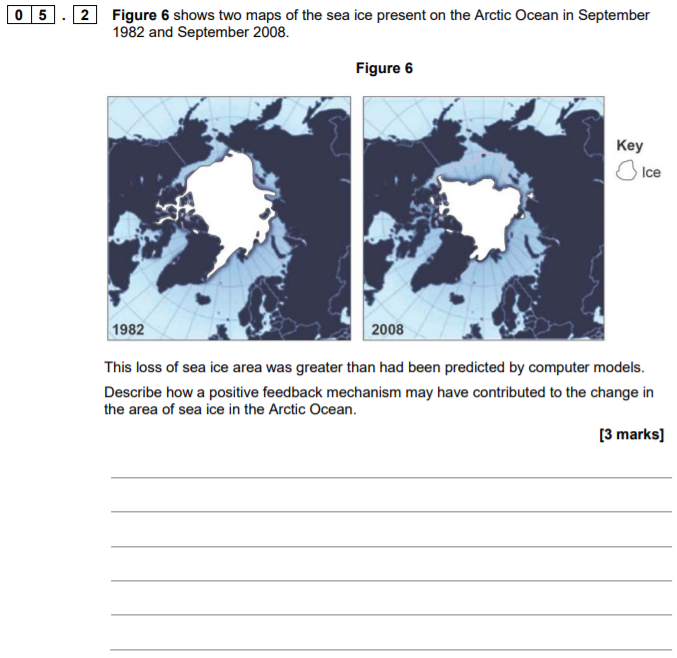 0 5 . 2 Figure 6 shows two maps of the sea ice present on the Arctic Ocean in September
1982 and September 2008.
Figure 6
Key
Ice
1982
2008
This loss of sea ice area was greater than had been predicted by computer models.
Describe how a positive feedback mechanism may have contributed to the change in
the area of sea ice in the Arctic Ocean.
[3 marks]